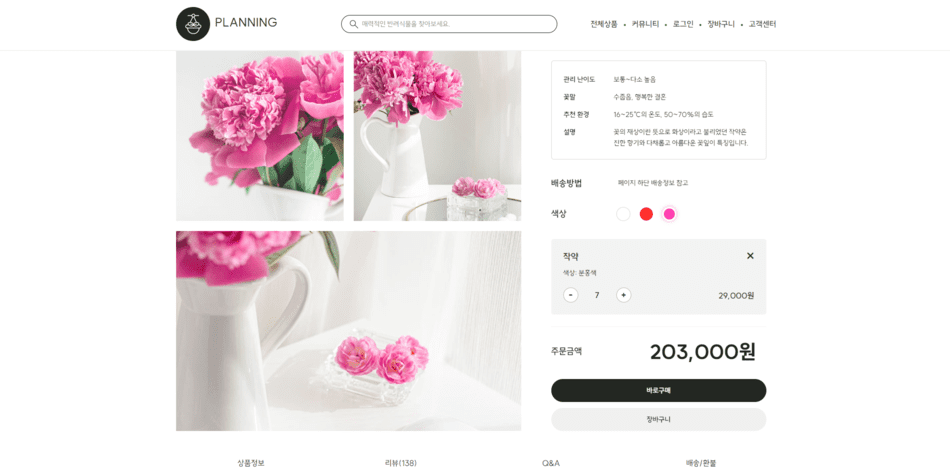 PLANNING
매력적인 반려식물을 찾아보세요.
전체상품 • 커뮤니티 • 로그인 • 장바구니 • 고객센터
관리 난이도 보통~다소 높음
꽃말 수줍음, 행복한 결혼
추천 환경 16~25℃의 온도, 50~70%의 습도
설명 꽃의 재상이란 뜻으로 화상이라고 불리었던 작약은
진한 향기와 다채롭고 아름다운 꽃잎이 특징입니다.
배송방법 페이지 하단 배송정보 참고
색상
작약
색상: 분홍색
- 7 + 29,000원
주문금액 203,000원
바로구매
장바구니
상품정보 리뷰(138) Q&A 배송/환불